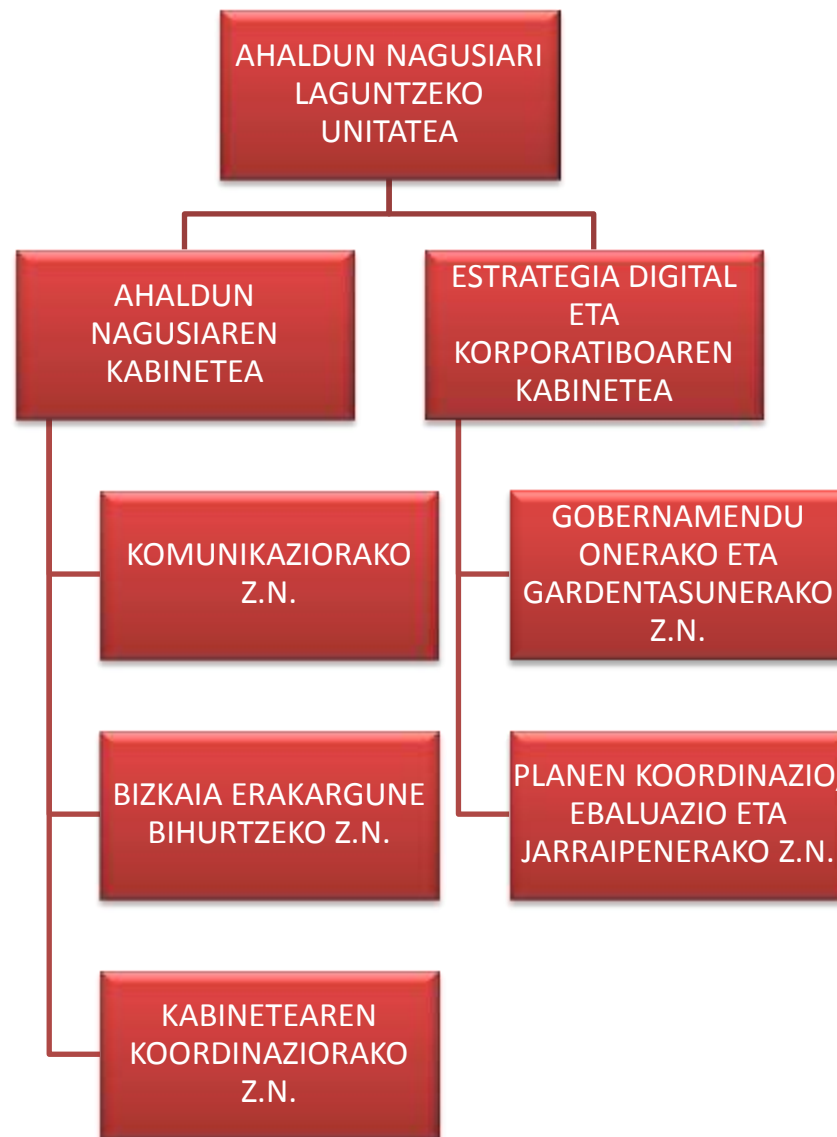 AHALDUN NAGUSIARI
LAGUNTZEKO
UNITATEA
AHALDUN
NAGUSIAREN
KABINETEA
ESTRATEGIA DIGITAL
ETA
KORPORATIBOAREN
KABINETEA
KOMUNIKAZIORAKO
Z.N.
BIZKAIA ERAKARGUNE
BIHURTZEKO Z.N.
KABINETEAREN
KOORDINAZIORAKO
Z.N.
GOBERNAMENDU
ONERAKO ETA
GARDENTASUNERAKO
Z.N.
PLANEN KOORDINAZIO,
EBALUAZIO ETA
JARRAIPENERAKO Z.N.